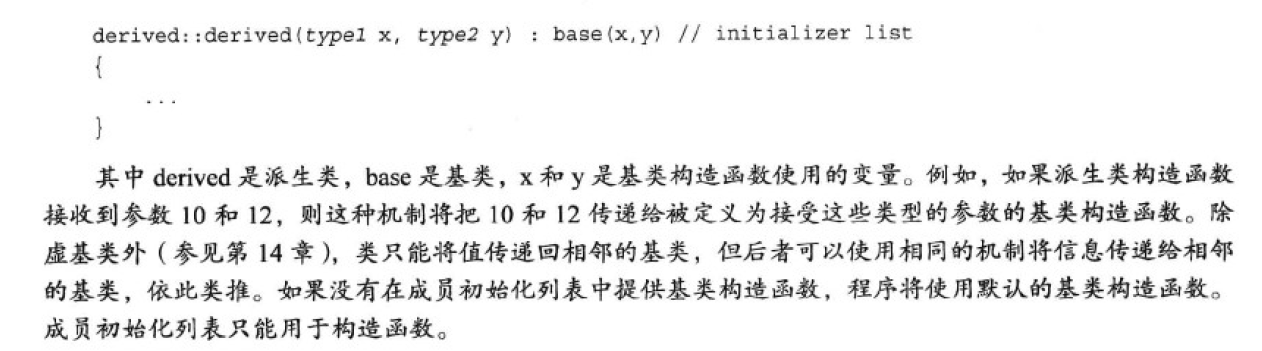 derived::derived(type1 x, type2 y) : base(x,y) // initializer list
{
...
}
其中 derived 是派生类，base 是基类，x 和 y 是基类构造函数使用的变量。例如，如果派生类构造函数
接收到参数 10 和 12，则这种机制将把 10 和 12 传递给被定义为接受这些类型的参数的基类构造函数。除
虚基类外（参见第 14 章），类只能将值传递回相邻的基类，但后者可以使用相同的机制将信息传递给相邻
的基类，依此类推。如果没有在成员初始化列表中提供基类构造函数，程序将使用默认的基类构造函数。
成员初始化列表只能用于构造函数。